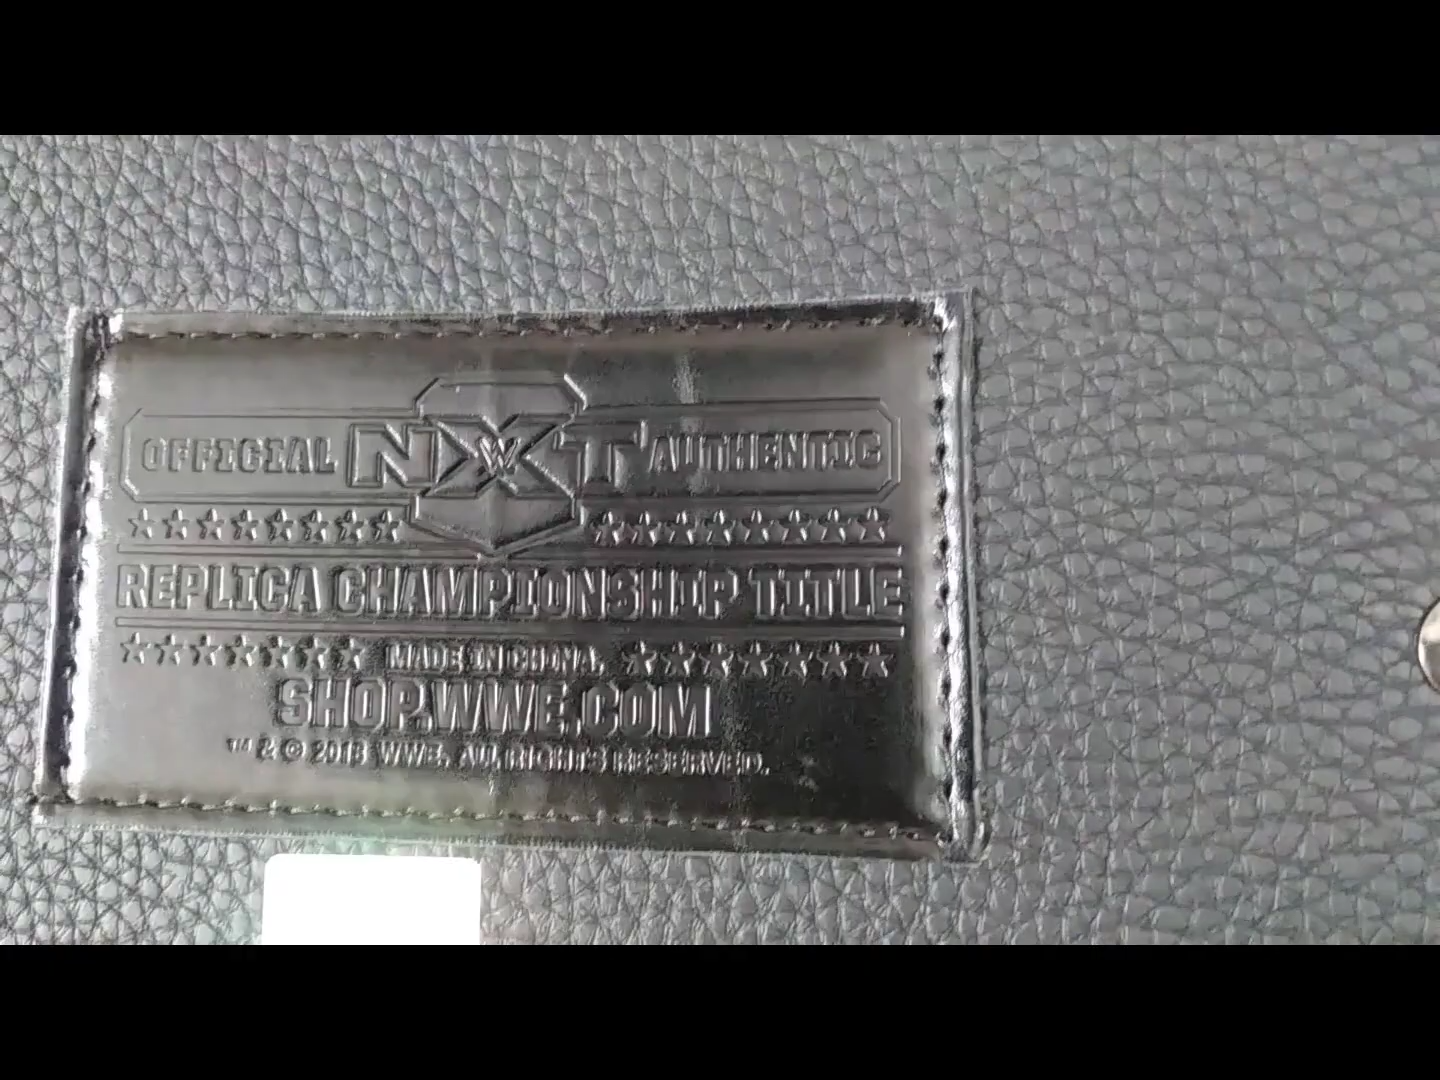 OFFICIAL NXT AUTHENTIC
W
REPLICA CHAMPIONSHIP TITLE
MADE IN CHINA.
SHOP.WWE.COM
™ & © 2018 WWE. ALL RIGHTS RESERVED.